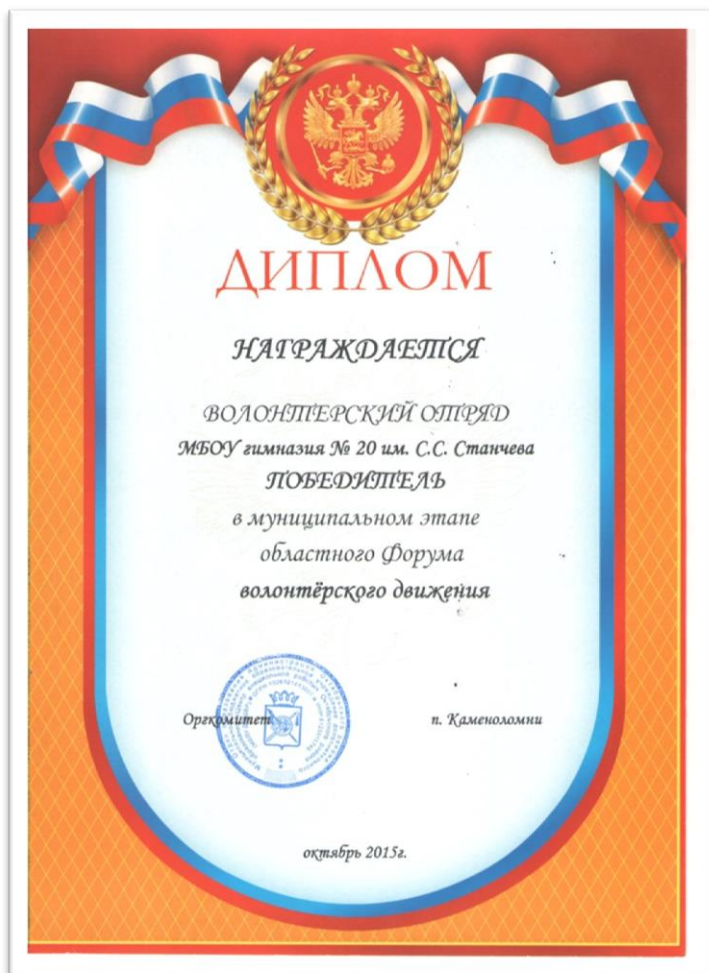 ДИПЛОМ
НАГРАЖДАЕТСЯ
ВОЛОНТЕРСКИЙ ОТРЯД
МБОУ гимназия № 20 им. С.С. Станчева
ПОБЕДИТЕЛЬ
в муниципальном этапе
областного Форума
волонтёрского движения
Оргкомитет
п. Каменоломни
октябрь 2015г.